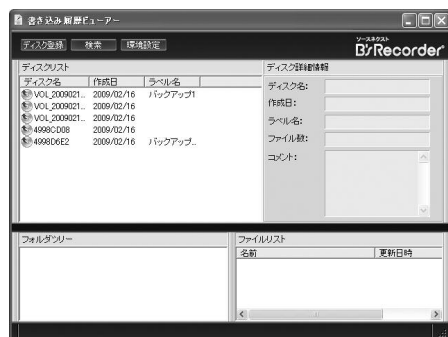 書き込み履歴ビューアー
ディスク登録 検索 環境設定
ソースネクスト
B'sRecorder
ディスクリスト
ディスク名 作成日 ラベル名
VOL_2009021... 2009/02/16 バックアップ1
VOL_2009021... 2009/02/16
VOL_2009021... 2009/02/16
4998CD08 2009/02/16
4998D6E2 2009/02/16 バックアップ...
ディスク詳細情報
ディスク名:
作成日:
ラベル名:
ファイル数:
コメント:
フォルダツリー
ファイルリスト
名前 更新日時